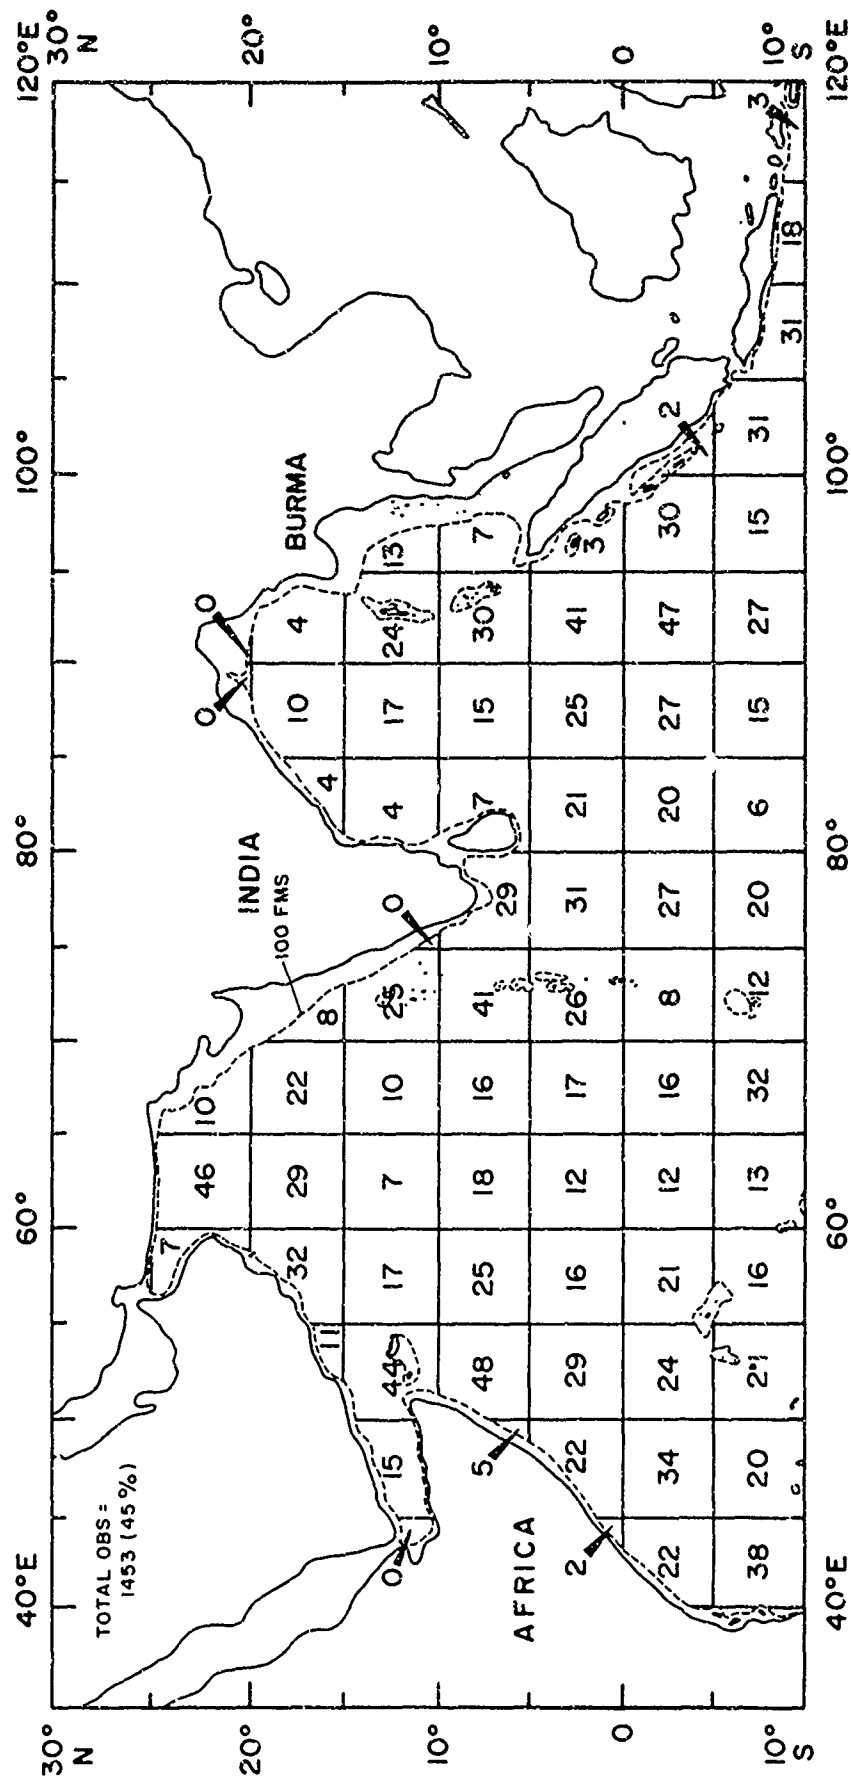 40°E 60° 80° 100° 120°E
30° N 30° N
TOTAL OBS =
1453 (45%)
INDIA
100 FMS
BURMA
20° 7 46 10 0 0 20°
11 32 29 22 8 4 10 4
0 15 44 17 7 10 25 0 4 17 24 13
10° 10°
5 48 25 18 16 41 29 7 15 30 7
AFRICA
2 22 29 16 12 17 26 31 21 25 41 3
0 0
22 34 24 21 12 16 8 27 20 27 47 30 2
38 20 21 16 13 32 12 20 6 15 27 15 31 31 18 3
10° S 10° S
40°E 60° 80° 100° 120°E